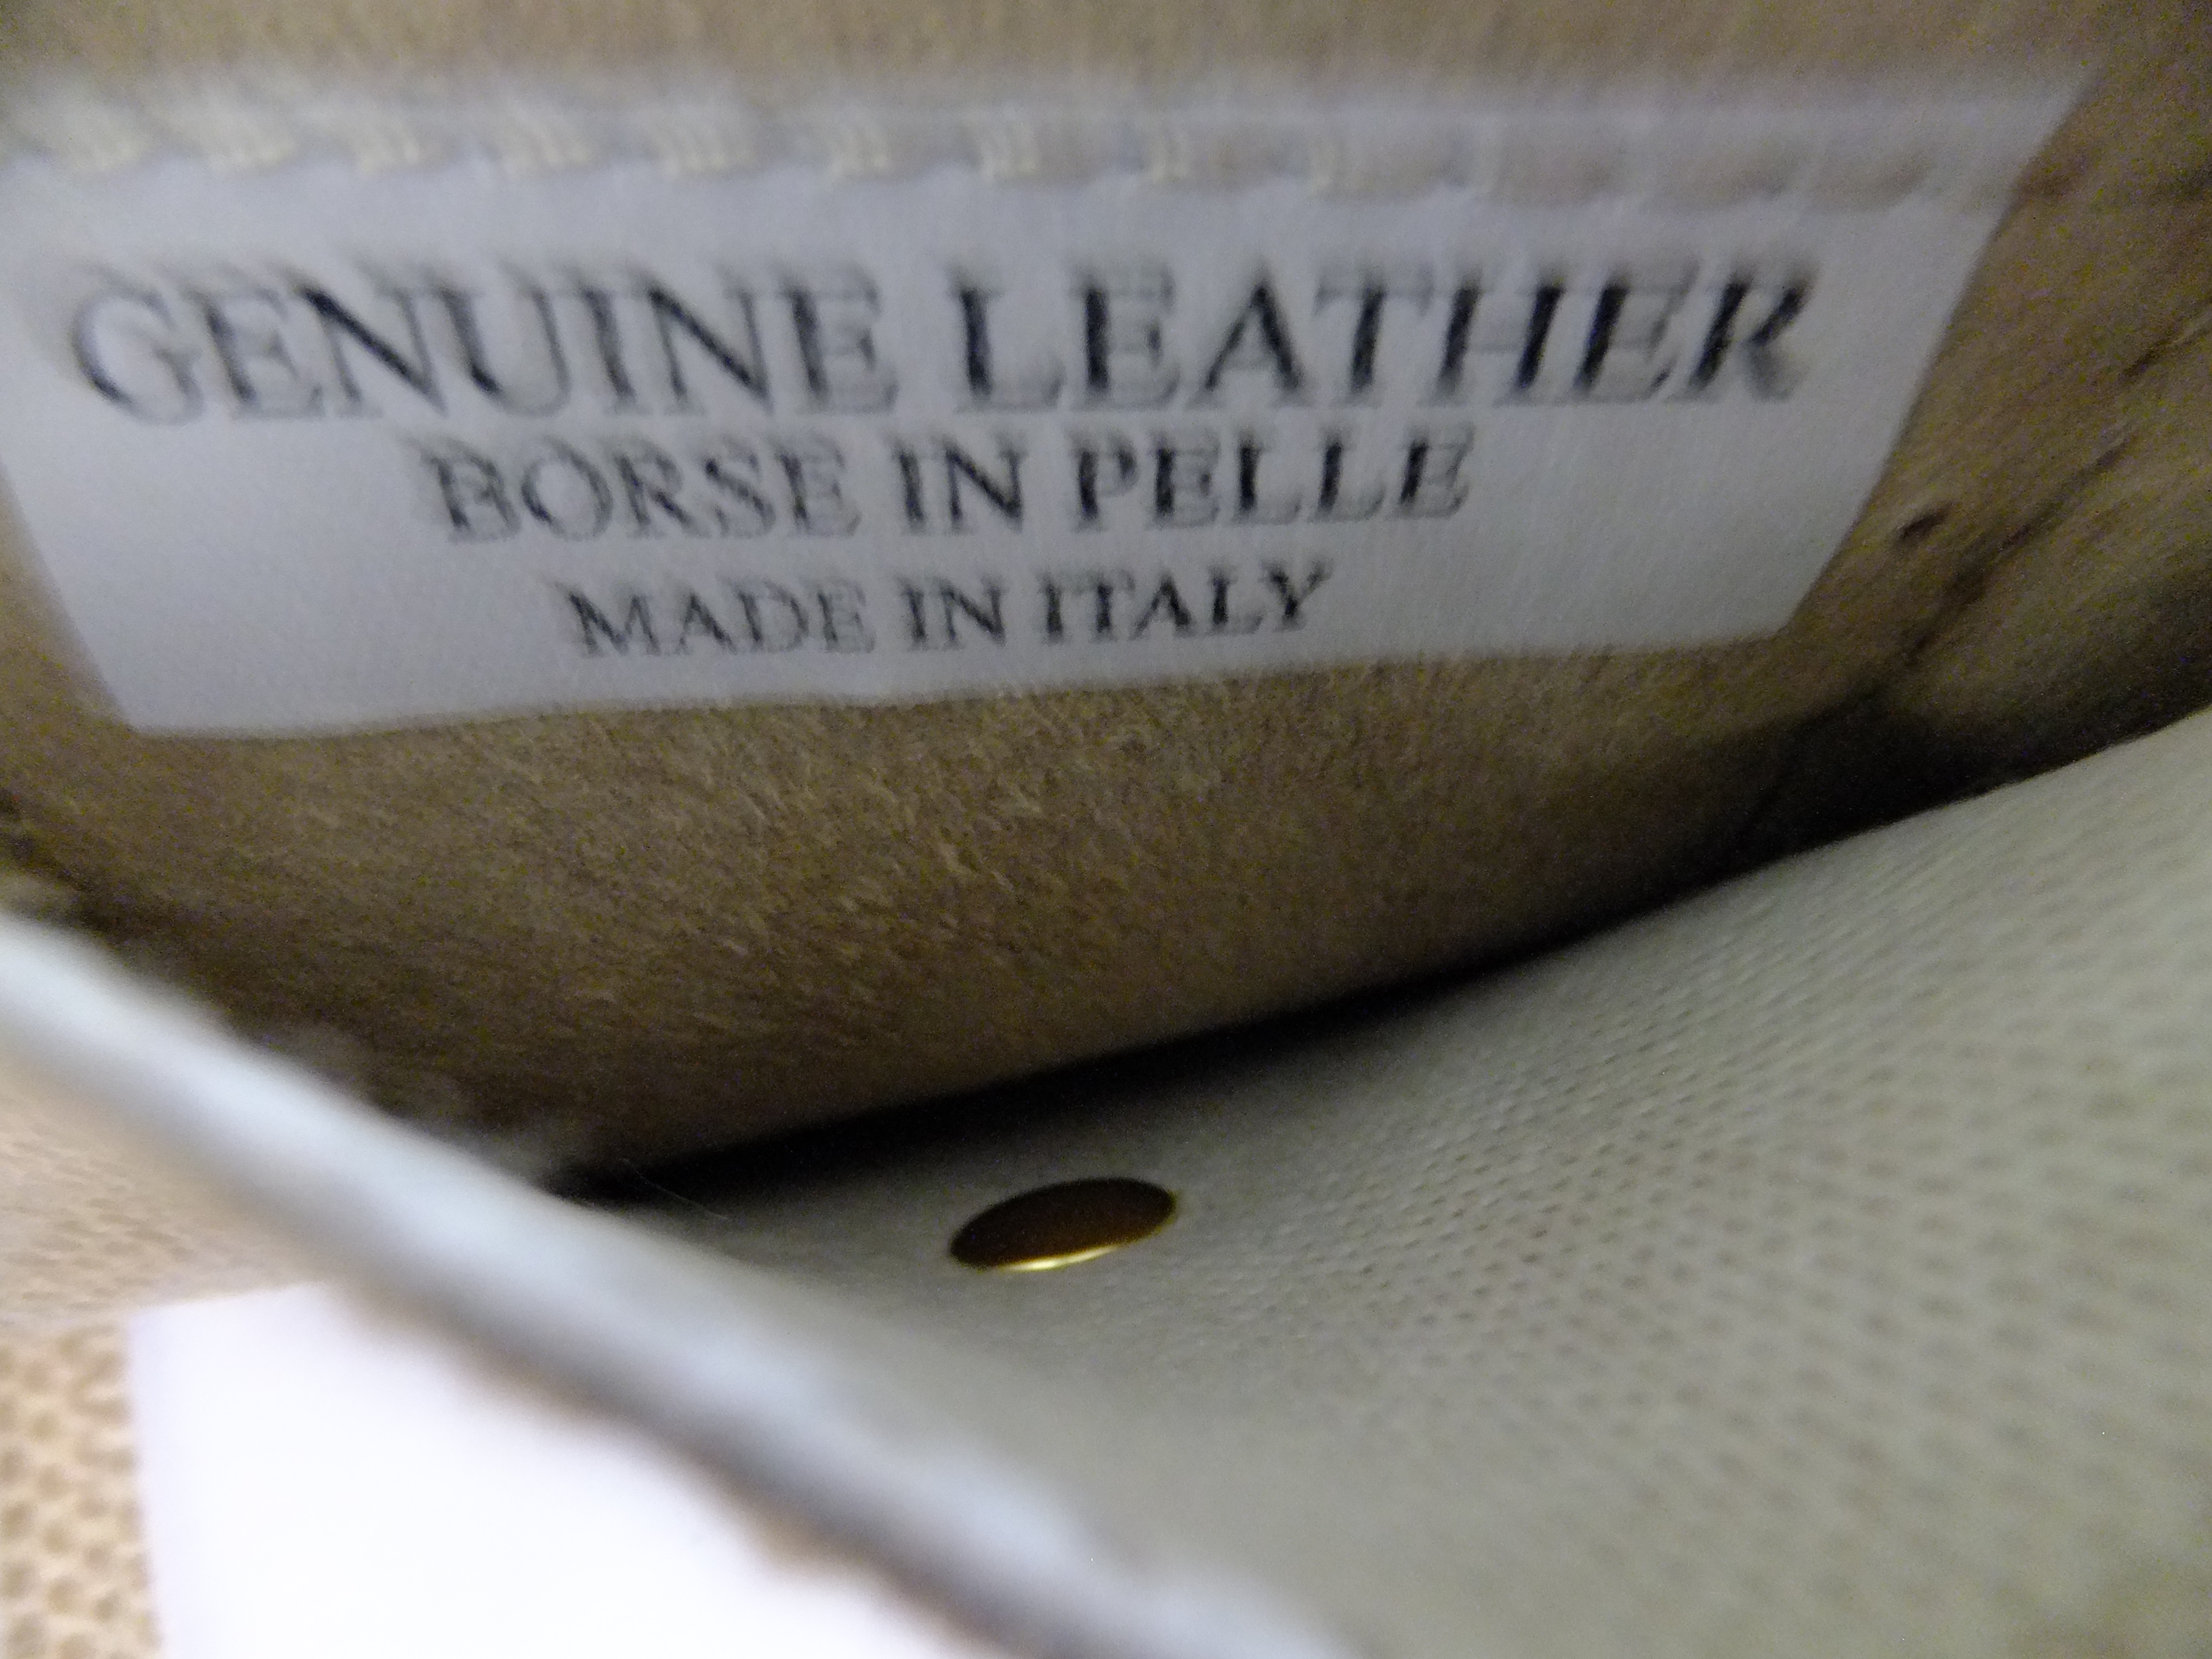 GENUINE LEATHER
BORSE IN PELLE
MADE IN ITALY